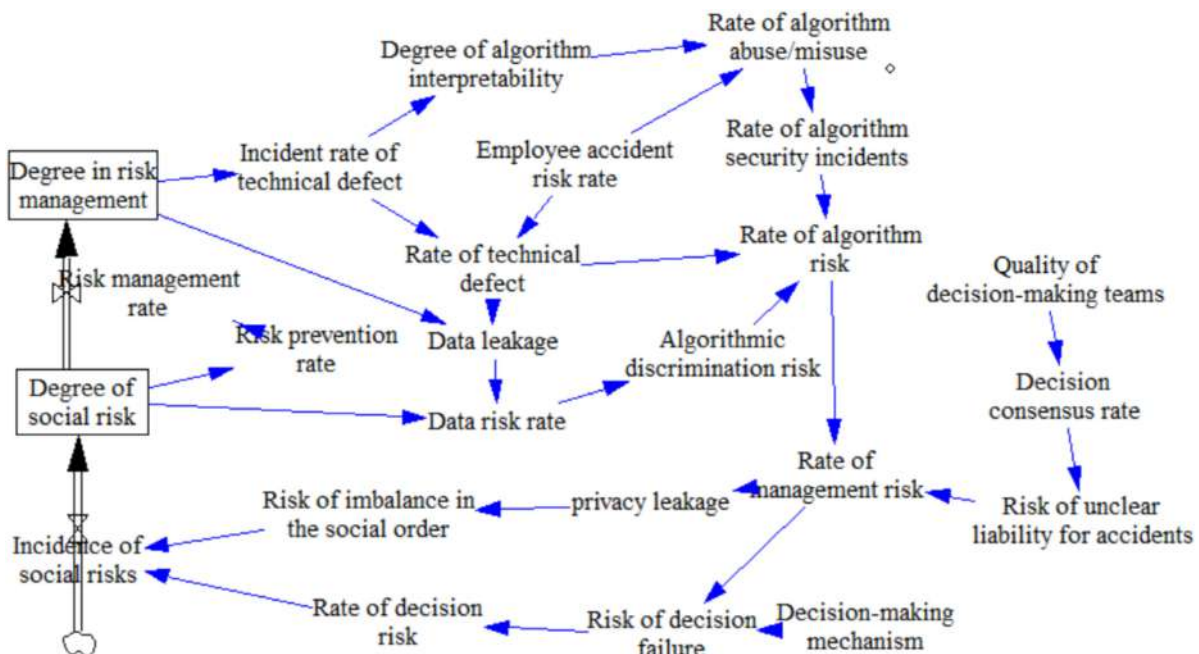 Rate of algorithm
abuse/misuse
Degree of algorithm
interpretability
Rate of algorithm
security incidents
Incident rate of
technical defect
Employee accident
risk rate
Degree in risk
management
Rate of technical
defect
Rate of algorithm
risk
Quality of
decision-making teams
Risk management
rate
Risk prevention
rate
Data leakage
Algorithmic
discrimination risk
Degree of
social risk
Data risk rate
Decision
consensus rate
Rate of
management risk
privacy leakage
Risk of imbalance in
the social order
Risk of unclear
liability for accidents
Incidence of
social risks
Rate of decision
risk
Risk of decision
failure
Decision-making
mechanism